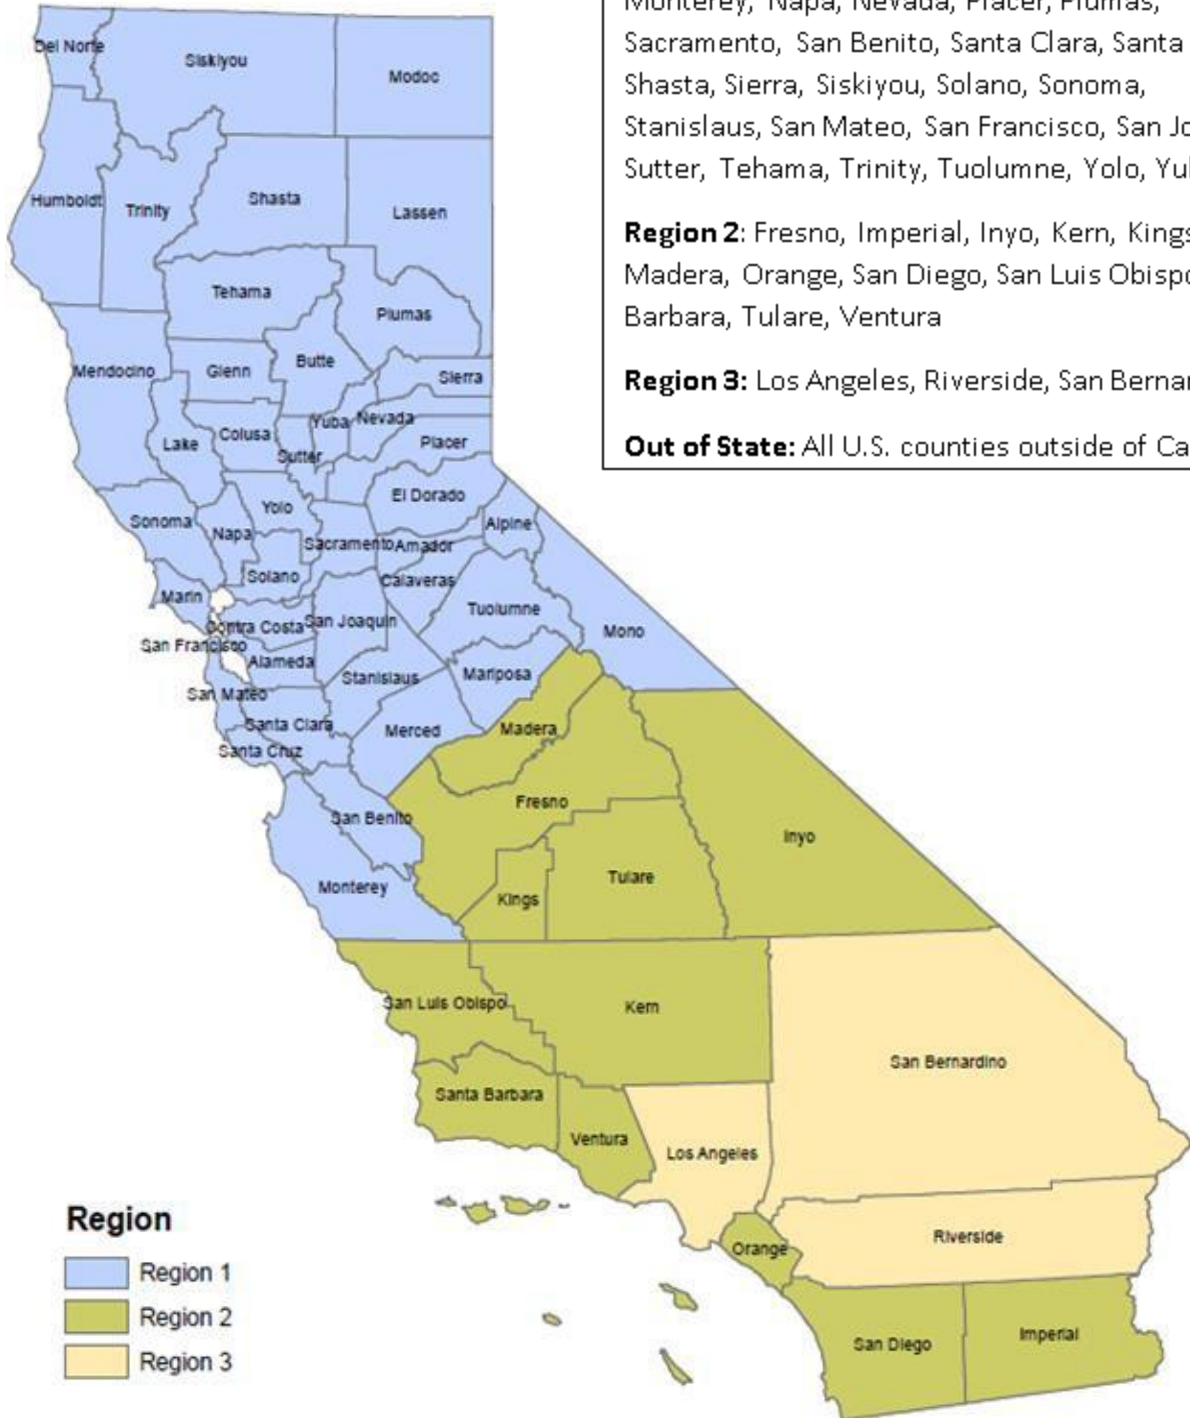 Monterey, Napa, Nevada, Placer, Plumas,
Sacramento, San Benito, Santa Clara, Santa
Shasta, Sierra, Siskiyou, Solano, Sonoma,
Stanislaus, San Mateo, San Francisco, San Jo
Sutter, Tehama, Trinity, Tuolumne, Yolo, Yu
Region 2: Fresno, Imperial, Inyo, Kern, Kings
Madera, Orange, San Diego, San Luis Obispo
Barbara, Tulare, Ventura
Region 3: Los Angeles, Riverside, San Bernar
Out of State: All U.S. counties outside of Ca
Del Norte
Siskiyou
Modoc
Humboldt
Trinity
Shasta
Lassen
Tehama
Plumas
Mendocino
Glenn
Butte
Sierra
Lake
Colusa
Sutter
Yuba
Nevada
Placer
El Dorado
Sonoma
Napa
Yolo
Sacramento
Amador
Alpine
Solano
Marin
Calaveras
Contra Costa
San Joaquin
Tuolumne
Mono
San Francisco
Alameda
Stanislaus
Mariposa
San Mateo
Santa Clara
Merced
Madera
Santa Cruz
San Benito
Fresno
Inyo
Monterey
Kings
Tulare
San Luis Obispo
Kern
San Bernardino
Santa Barbara
Ventura
Los Angeles
Orange
Riverside
San Diego
Imperial
Region
Region 1
Region 2
Region 3